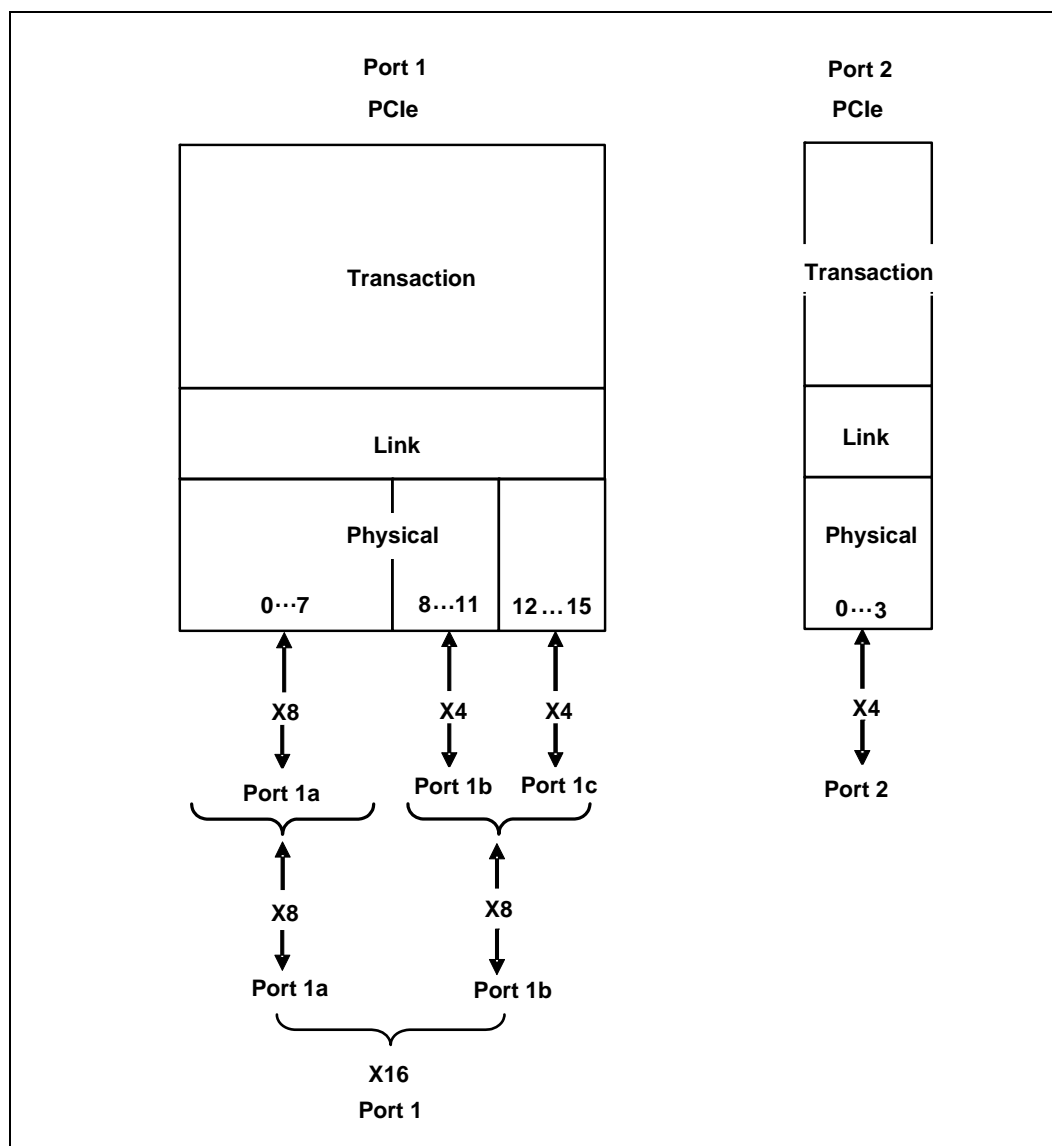 Port 1
PCIe
Port 2
PCIe
Transaction
Transaction
Link
Link
Physical
Physical
0···7
8…11
12…15
0···3
X8
X4
X4
X4
Port 1a
Port 1b
Port 1c
Port 2
X8
X8
Port 1a
Port 1b
X16
Port 1